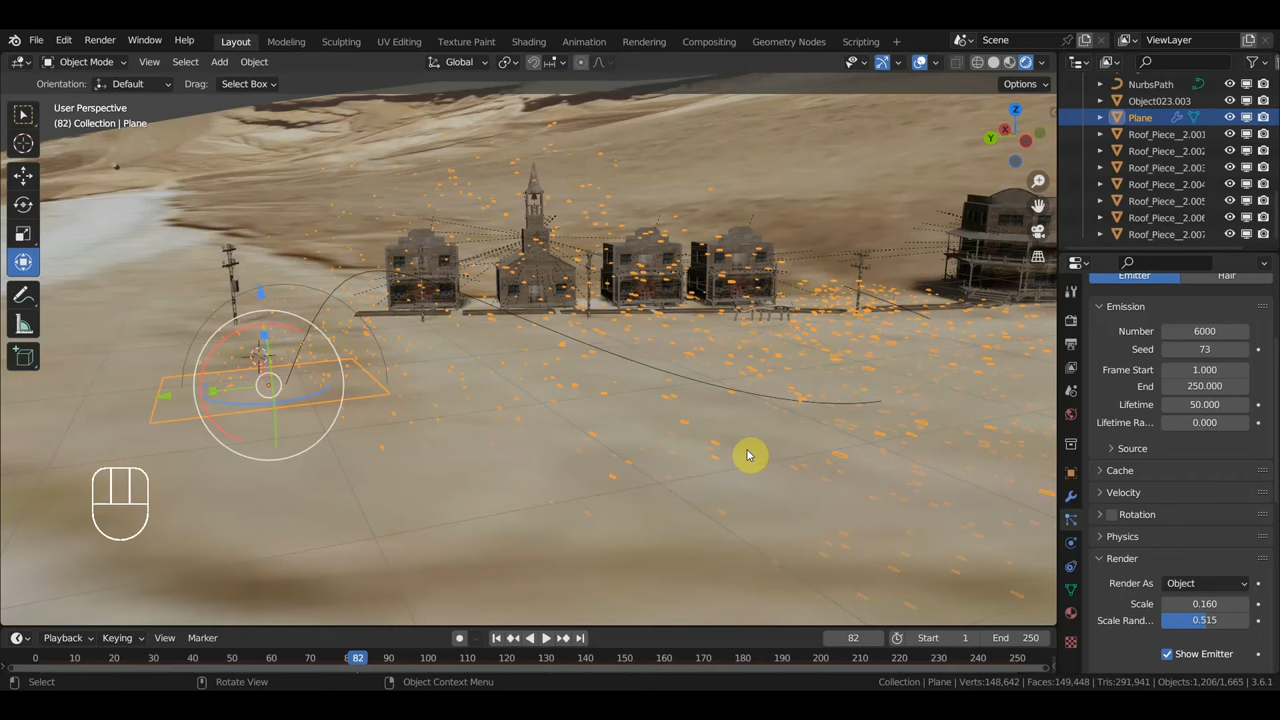 File Edit Render Window Help Layout Modeling Sculpting UV Editing Texture Paint Shading Animation Rendering Compositing Geometry Nodes Scripting + Scene ViewLayer
Object Mode View Select Add Object Global
Orientation: Default Drag: Select Box Options
User Perspective
(82) Collection | Plane
Z
X
Y
NurbsPath
Object023.003
Plane
Roof_Piece__2.001
Roof_Piece__2.002
Roof_Piece__2.003
Roof_Piece__2.004
Roof_Piece__2.005
Roof_Piece__2.006
Roof_Piece__2.007
Emitter Hair
Emission
Number 6000
Seed 73
Frame Start 1.000
End 250.000
Lifetime 50.000
Lifetime Ra... 0.000
Source
Cache
Velocity
Rotation
Physics
Render
Render As Object
Scale 0.160
Scale Rand... 0.515
Show Emitter
Playback Keying View Marker 82 Start 1 End 250
0 10 20 30 40 50 60 70 82 90 100 110 120 130 140 150 160 170 180 190 200 210 220 230 240 250
Select Rotate View Object Context Menu Collection | Plane | Verts:148,642 | Faces:149,448 | Tris:291,941 | Objects:1,206/1,665 | 3.6.1